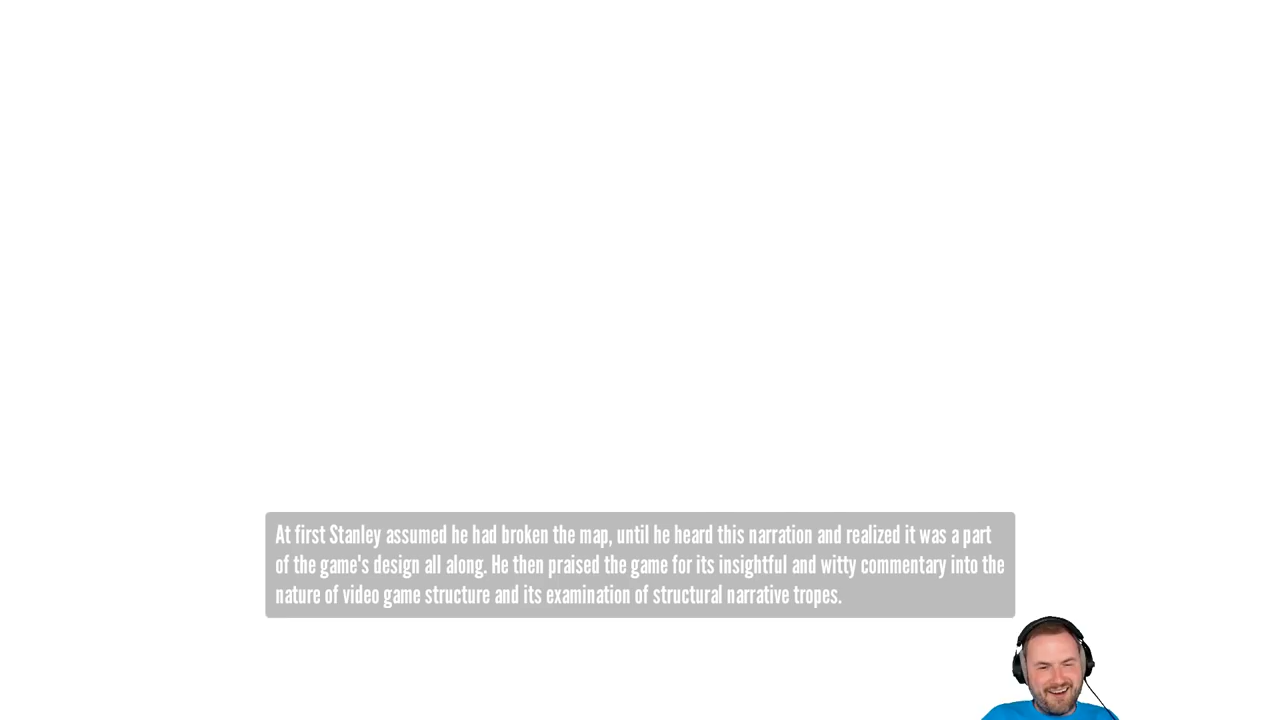 At first Stanley assumed he had broken the map, until he heard this narration and realized it was a part
of the game's design all along. He then praised the game for its insightful and witty commentary into the
nature of video game structure and its examination of structural narrative tropes.